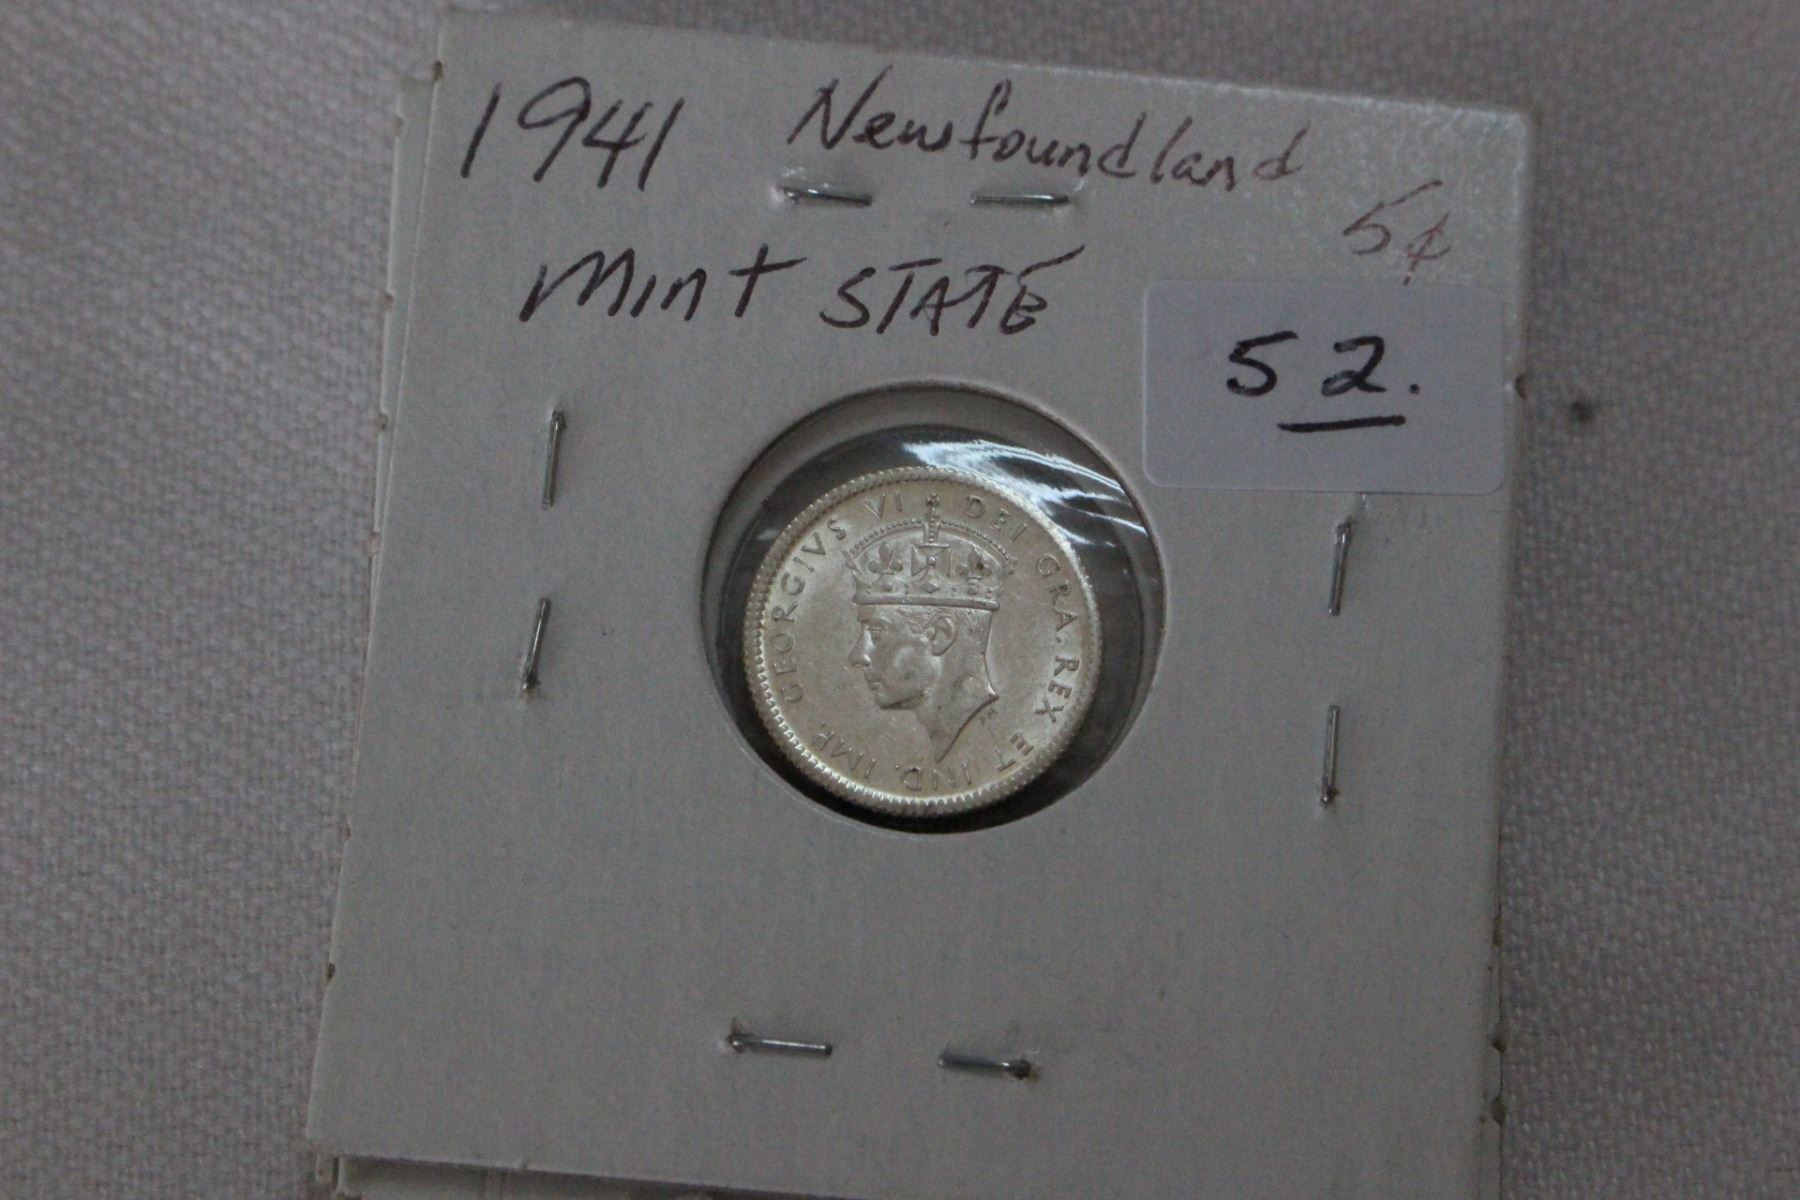 1941 Newfoundland
5¢
Mint STATE
52.
GEORGIVS VI DEI GRA. REX ET IND. IMP.